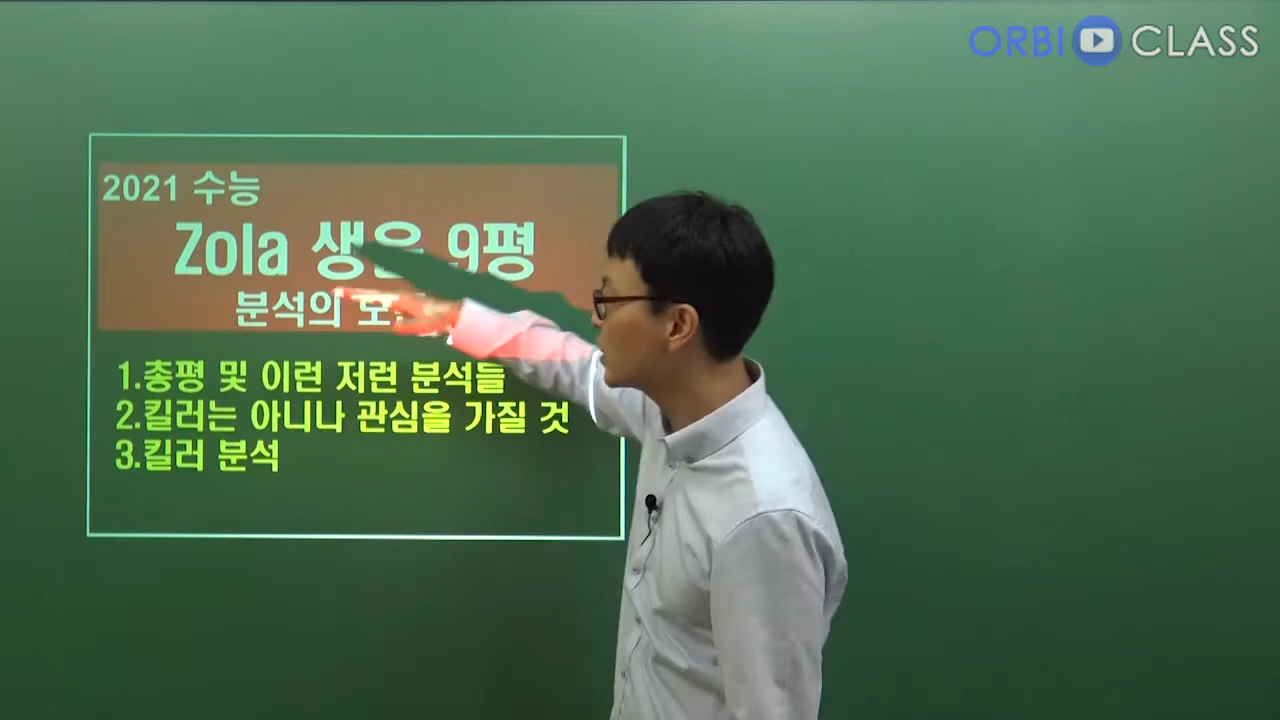 ORBI CLASS
2021 수능
Zola 생윤 9평
분석의
1.총평 및 이런 저런 분석들
2.킬러는 아니나 관심을 가질 것
3.킬러 분석